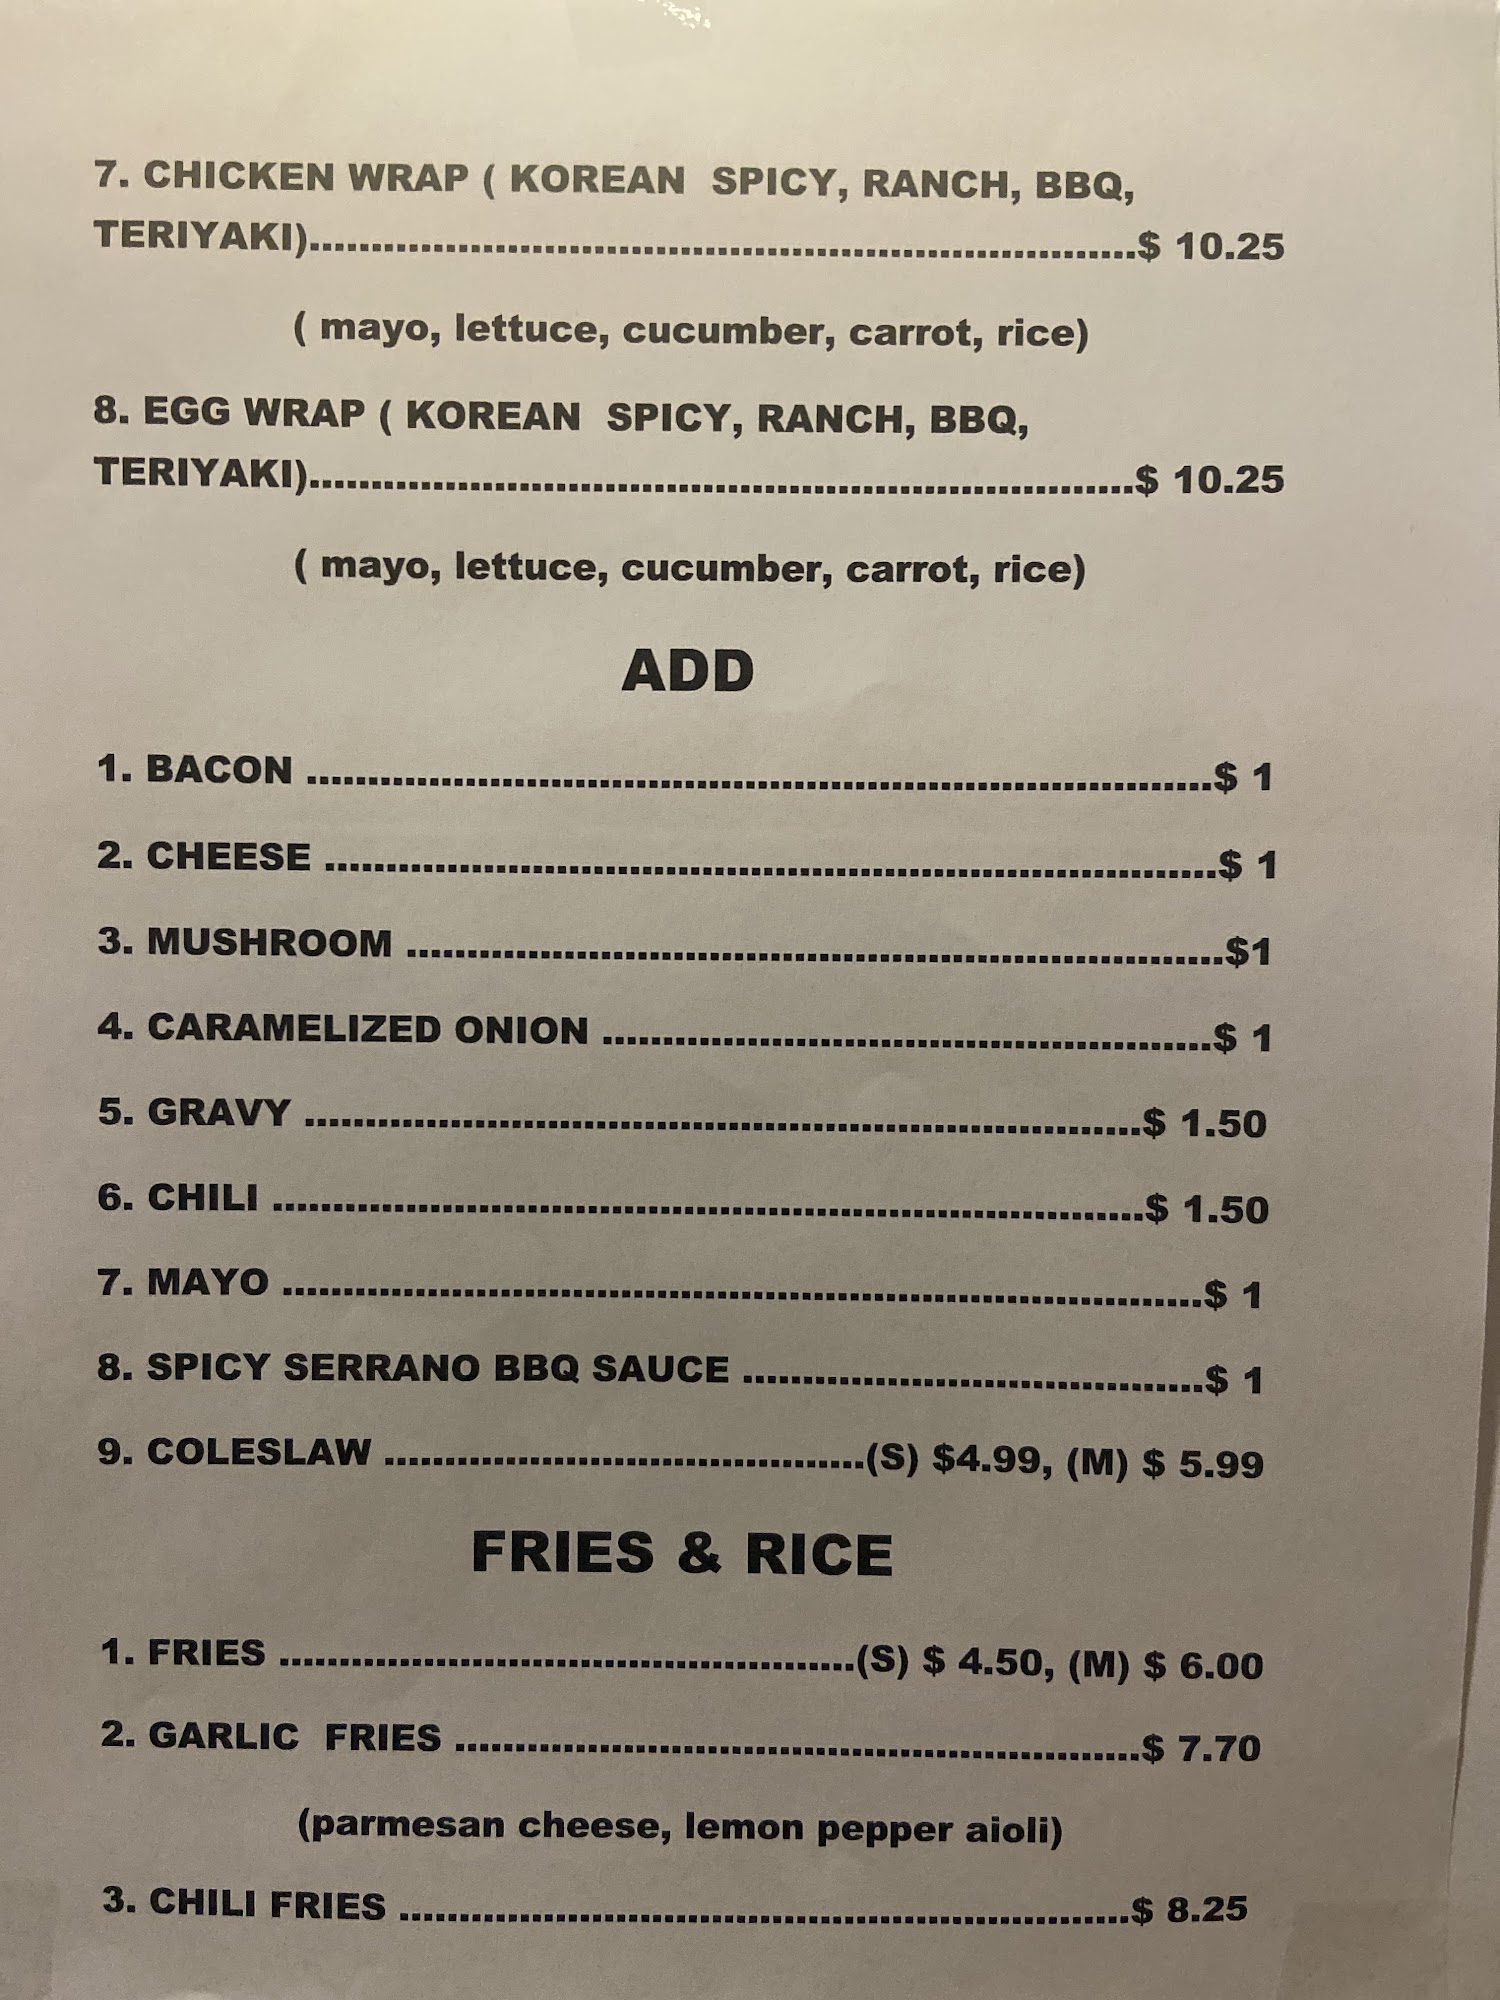 7. CHICKEN WRAP ( KOREAN  SPICY, RANCH, BBQ,
TERIYAKI)....................................................................$ 10.25
( mayo, lettuce, cucumber, carrot, rice)
8. EGG WRAP ( KOREAN  SPICY, RANCH, BBQ,
TERIYAKI)....................................................................$ 10.25
( mayo, lettuce, cucumber, carrot, rice)
ADD
1. BACON ..........................................................................$ 1
2. CHEESE .........................................................................$ 1
3. MUSHROOM ...................................................................$1
4. CARAMELIZED ONION ..................................................$ 1
5. GRAVY .....................................................................$ 1.50
6. CHILI ........................................................................$ 1.50
7. MAYO ............................................................................$ 1
8. SPICY SERRANO BBQ SAUCE ......................................$ 1
9. COLESLAW .......................................(S) $4.99, (M) $ 5.99
FRIES & RICE
1. FRIES ...............................................(S) $ 4.50, (M) $ 6.00
2. GARLIC  FRIES .........................................................$ 7.70
(parmesan cheese, lemon pepper aioli)
3. CHILI FRIES .............................................................$ 8.25